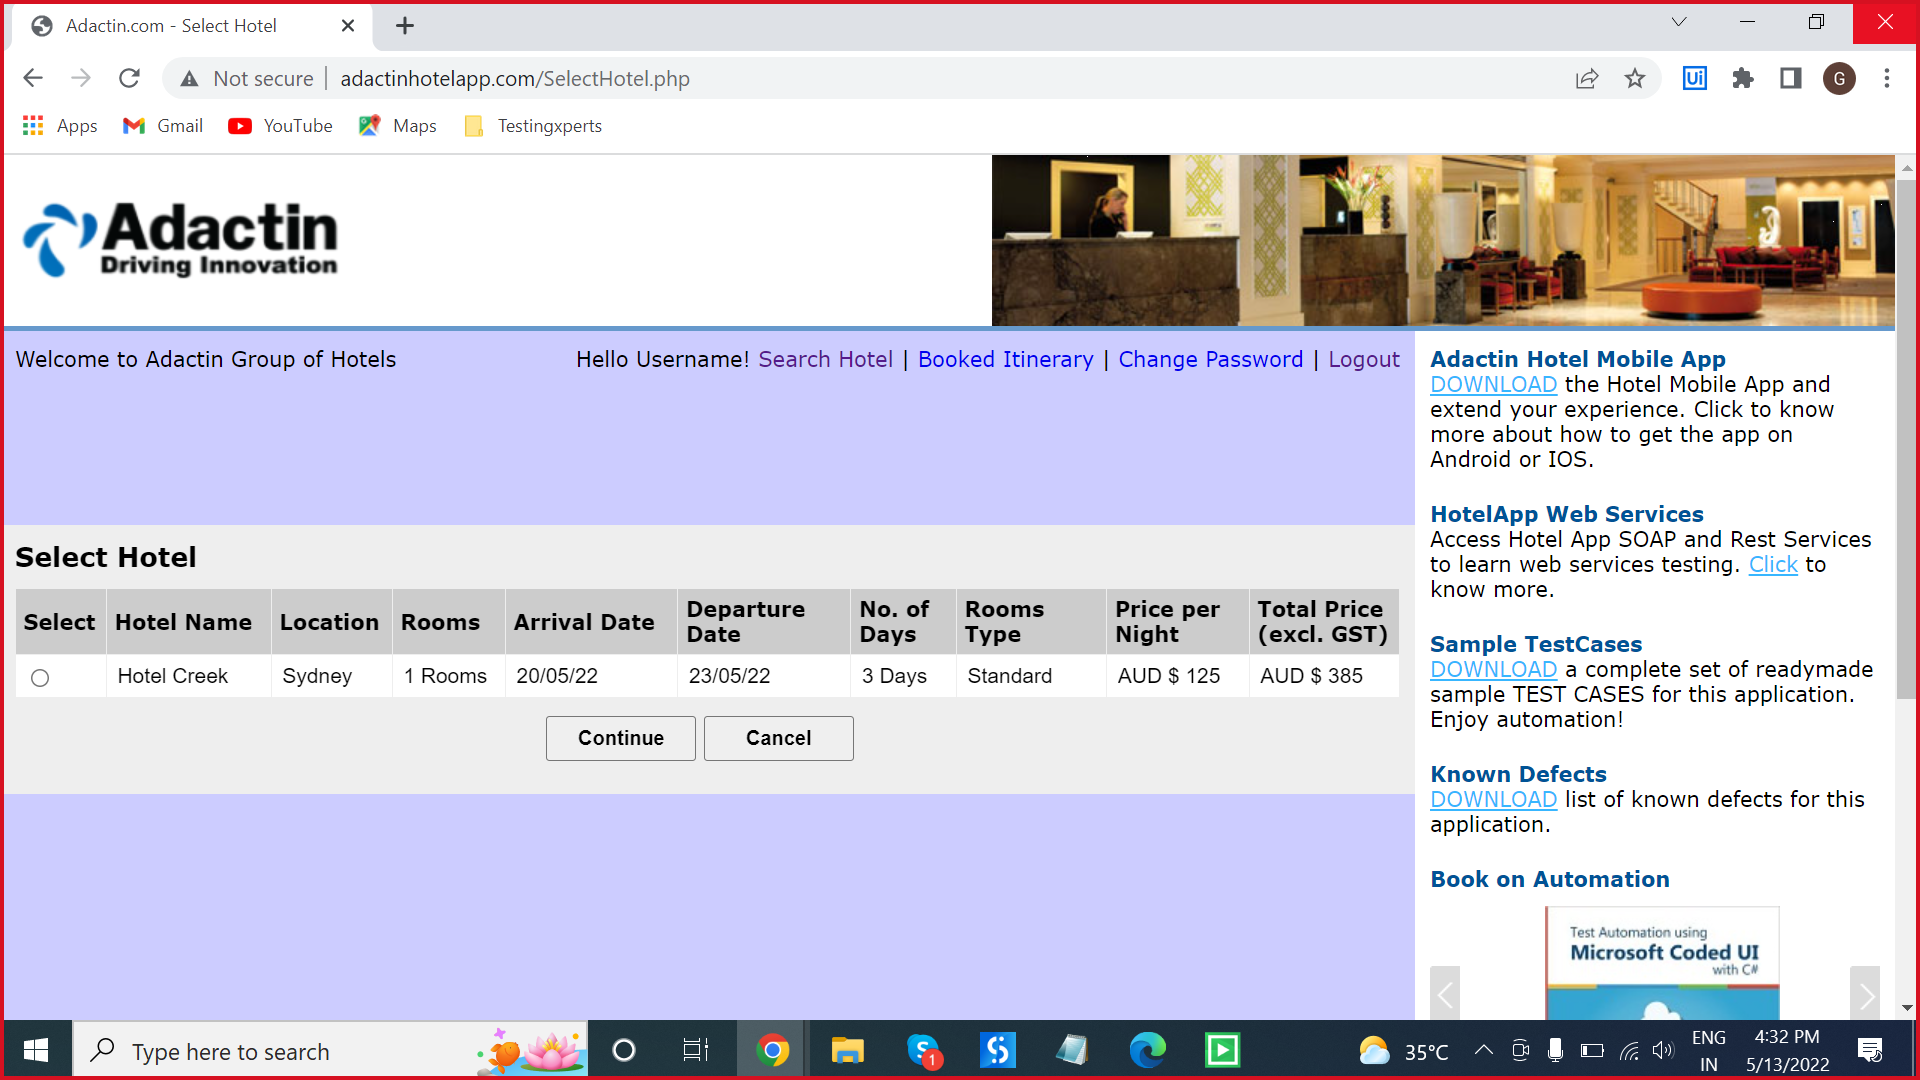 Adactin.com - Select Hotel
Not secure
adactinhotelapp.com/SelectHotel.php
Ui
G
Apps
Gmail
YouTube
Maps
Testingxperts
Adactin
Driving Innovation
Welcome to Adactin Group of Hotels
Hello Username! Search Hotel | Booked Itinerary | Change Password | Logout
Select Hotel
Select Hotel Name Location Rooms Arrival Date Departure Date No. of Days Rooms Type Price per Night Total Price (excl. GST)
Hotel Creek Sydney 1 Rooms 20/05/22 23/05/22 3 Days Standard AUD $ 125 AUD $ 385
Continue Cancel
Adactin Hotel Mobile App
DOWNLOAD the Hotel Mobile App and
extend your experience. Click to know
more about how to get the app on
Android or IOS.
HotelApp Web Services
Access Hotel App SOAP and Rest Services
to learn web services testing. Click to
know more.
Sample TestCases
DOWNLOAD a complete set of readymade
sample TEST CASES for this application.
Enjoy automation!
Known Defects
DOWNLOAD list of known defects for this
application.
Book on Automation
Test Automation using
Microsoft Coded UI
with C#
Type here to search
S
1
35°C
ENG
IN
4:32 PM
5/13/2022